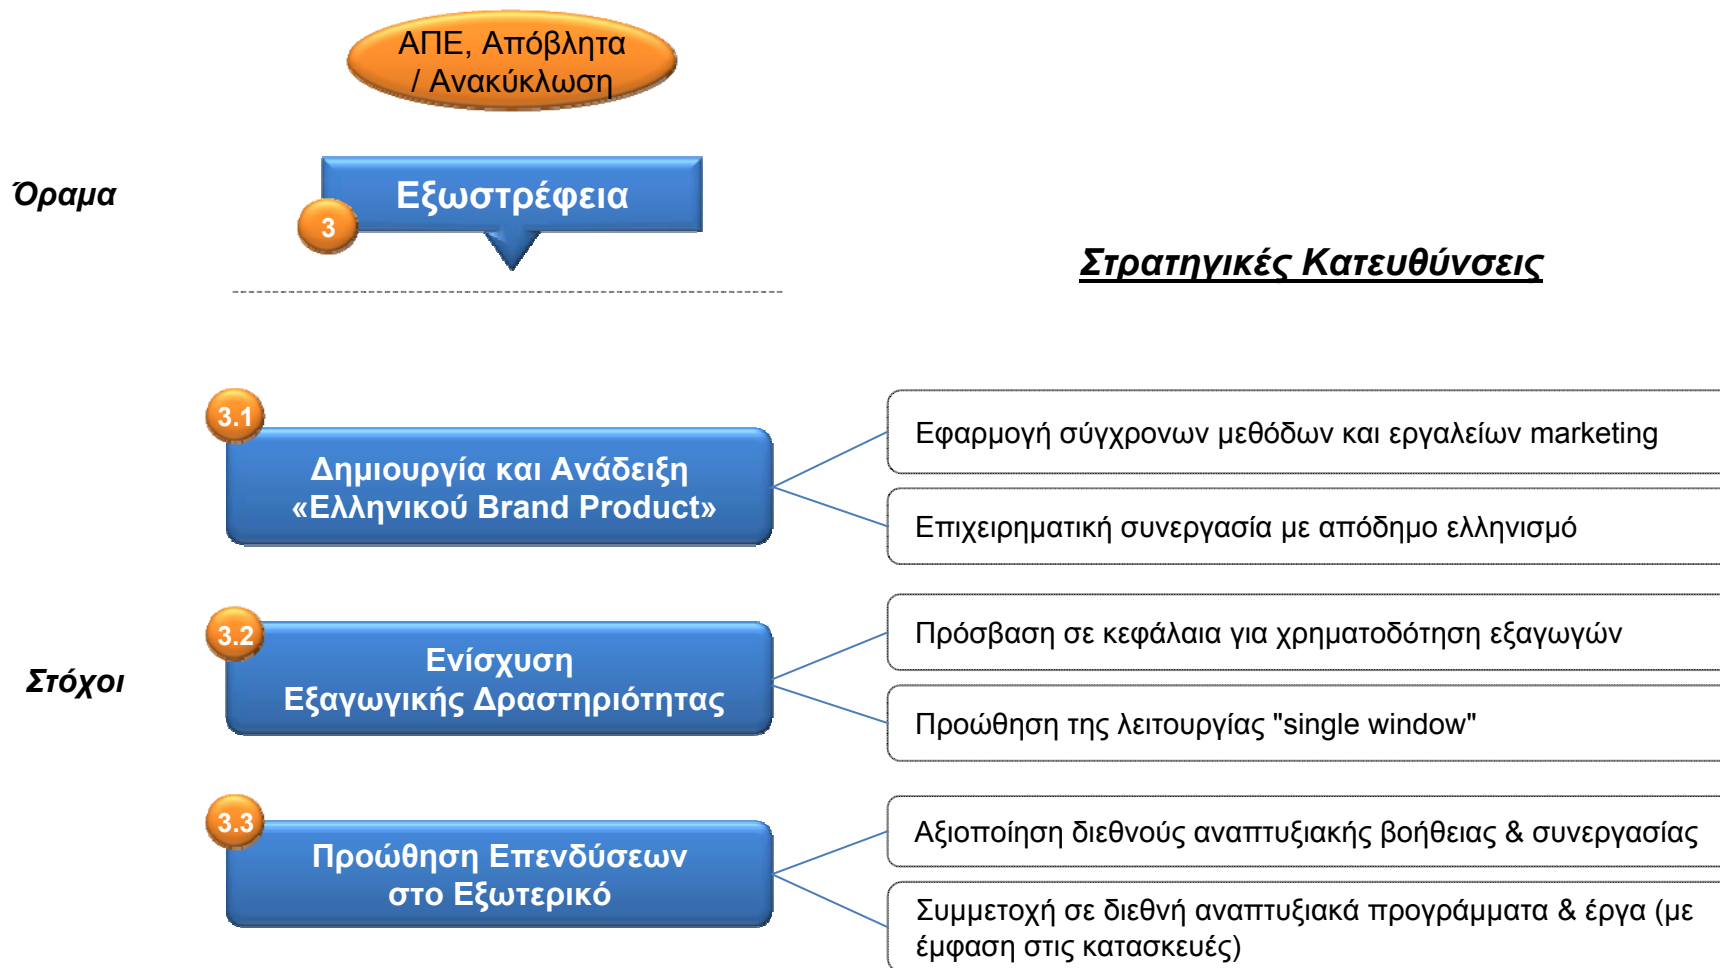 ΑΠΕ, Απόβλητα
/ Ανακύκλωση
Όραμα
Εξωστρέφεια
3
Στρατηγικές Κατευθύνσεις
3.1
Δημιουργία και Ανάδειξη
«Ελληνικού Brand Product»
Εφαρμογή σύγχρονων μεθόδων και εργαλείων marketing
Επιχειρηματική συνεργασία με απόδημο ελληνισμό
Στόχοι
3.2
Ενίσχυση
Εξαγωγικής Δραστηριότητας
Πρόσβαση σε κεφάλαια για χρηματοδότηση εξαγωγών
Προώθηση της λειτουργίας "single window"
3.3
Προώθηση Επενδύσεων
στο Εξωτερικό
Αξιοποίηση διεθνούς αναπτυξιακής βοήθειας & συνεργασίας
Συμμετοχή σε διεθνή αναπτυξιακά προγράμματα & έργα (με
έμφαση στις κατασκευές)